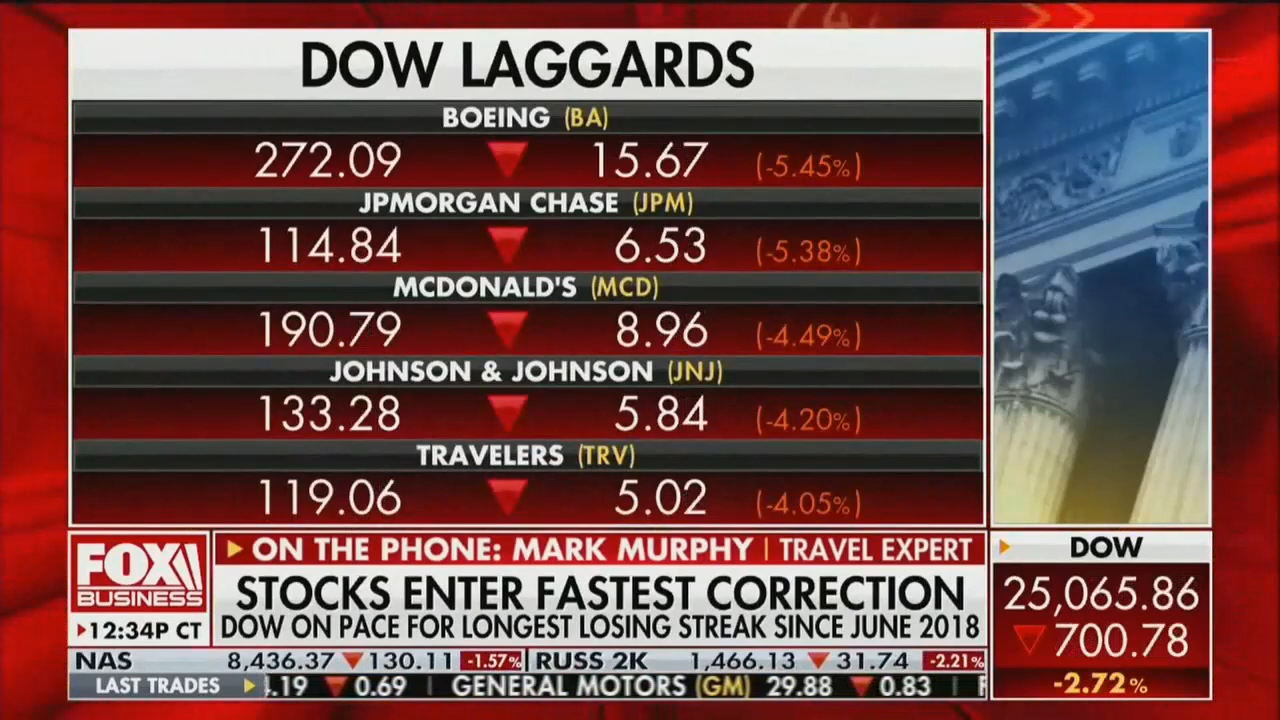 DOW LAGGARDS
BOEING (BA)
272.09 ▼ 15.67 (-5.45%)
JPMORGAN CHASE (JPM)
114.84 ▼ 6.53 (-5.38%)
MCDONALD'S (MCD)
190.79 ▼ 8.96 (-4.49%)
JOHNSON & JOHNSON (JNJ)
133.28 ▼ 5.84 (-4.20%)
TRAVELERS (TRV)
119.06 ▼ 5.02 (-4.05%)
FOX
BUSINESS
12:34P CT
ON THE PHONE: MARK MURPHY | TRAVEL EXPERT
STOCKS ENTER FASTEST CORRECTION
DOW ON PACE FOR LONGEST LOSING STREAK SINCE JUNE 2018
DOW
25,065.86
▼ 700.78
-2.72%
NAS 8,436.37 ▼ 130.11 -1.57% RUSS 2K 1,466.13 ▼ 31.74 -2.21%
LAST TRADES .19 ▼ 0.69 | GENERAL MOTORS (GM) 29.88 ▼ 0.83 |